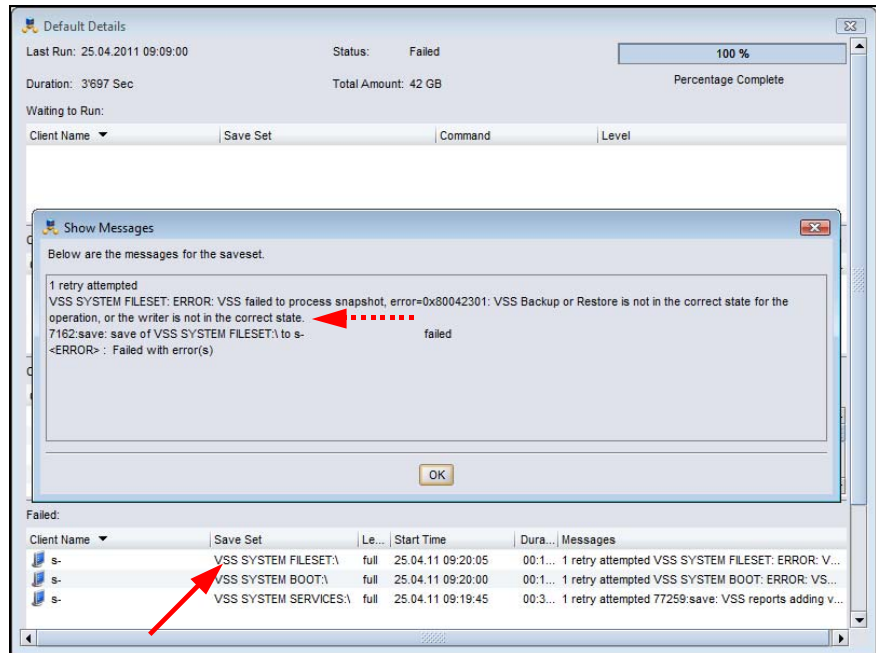 Default Details
Last Run: 25.04.2011 09:09:00 Status: Failed 100 %
Duration: 3'697 Sec Total Amount: 42 GB Percentage Complete
Waiting to Run:
Client Name Save Set Command Level
Show Messages
Below are the messages for the saveset.
1 retry attempted
VSS SYSTEM FILESET: ERROR: VSS failed to process snapshot, error=0x80042301: VSS Backup or Restore is not in the correct state for the
operation, or the writer is not in the correct state.
7162:save: save of VSS SYSTEM FILESET:\ to s- failed
<ERROR> : Failed with error(s)
OK
Failed:
Client Name Save Set Le... Start Time Dura... Messages
s- VSS SYSTEM FILESET:\ full 25.04.11 09:20:05 00:1... 1 retry attempted VSS SYSTEM FILESET: ERROR: V...
s- VSS SYSTEM BOOT:\ full 25.04.11 09:20:00 00:1... 1 retry attempted VSS SYSTEM BOOT: ERROR: VS...
s- VSS SYSTEM SERVICES:\ full 25.04.11 09:19:45 00:3... 1 retry attempted 77259:save: VSS reports adding v...